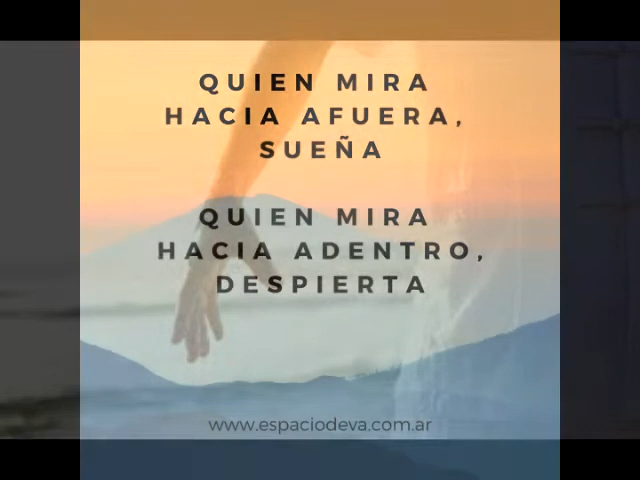 QUIEN MIRA
HACIA AFUERA,
SUEÑA
QUIEN MIRA
HACIA ADENTRO,
DESPIERTA
www.espaciodeva.com.ar